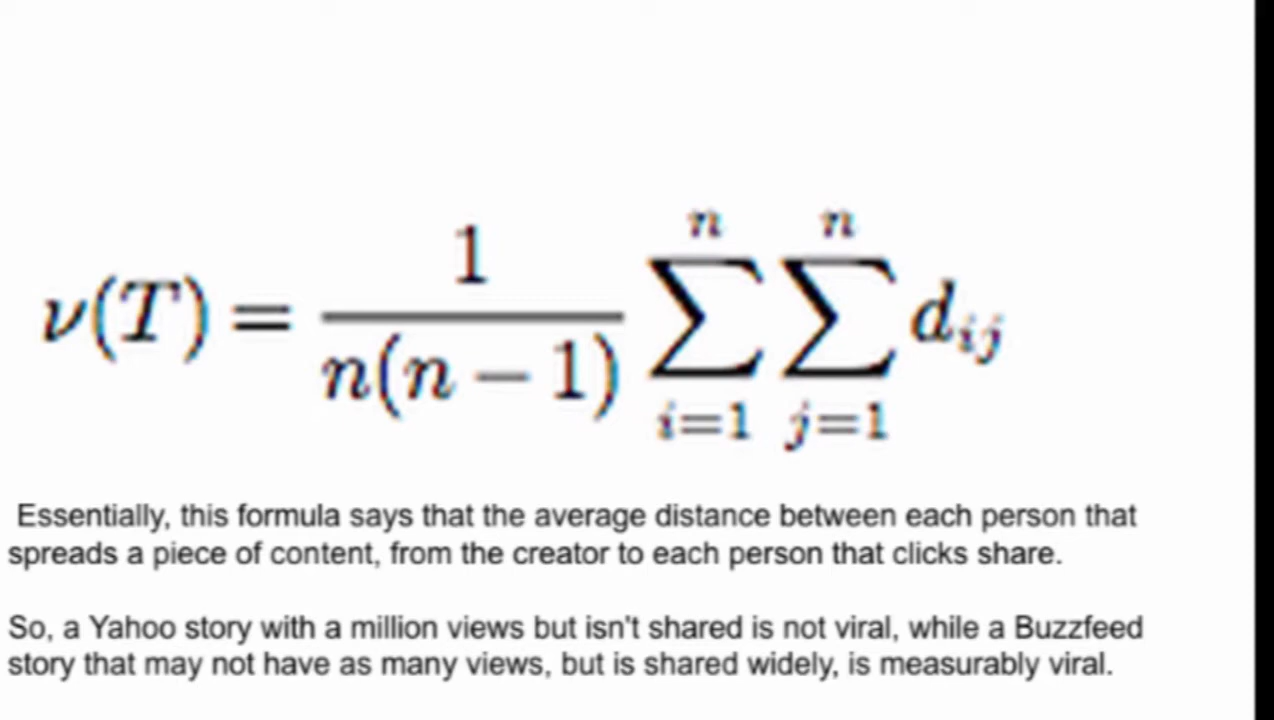 ν(T) = \frac{1}{n(n − 1)} \sum_{i=1}^{n} \sum_{j=1}^{n} d_{ij}
Essentially, this formula says that the average distance between each person that
spreads a piece of content, from the creator to each person that clicks share.
So, a Yahoo story with a million views but isn't shared is not viral, while a Buzzfeed
story that may not have as many views, but is shared widely, is measurably viral.